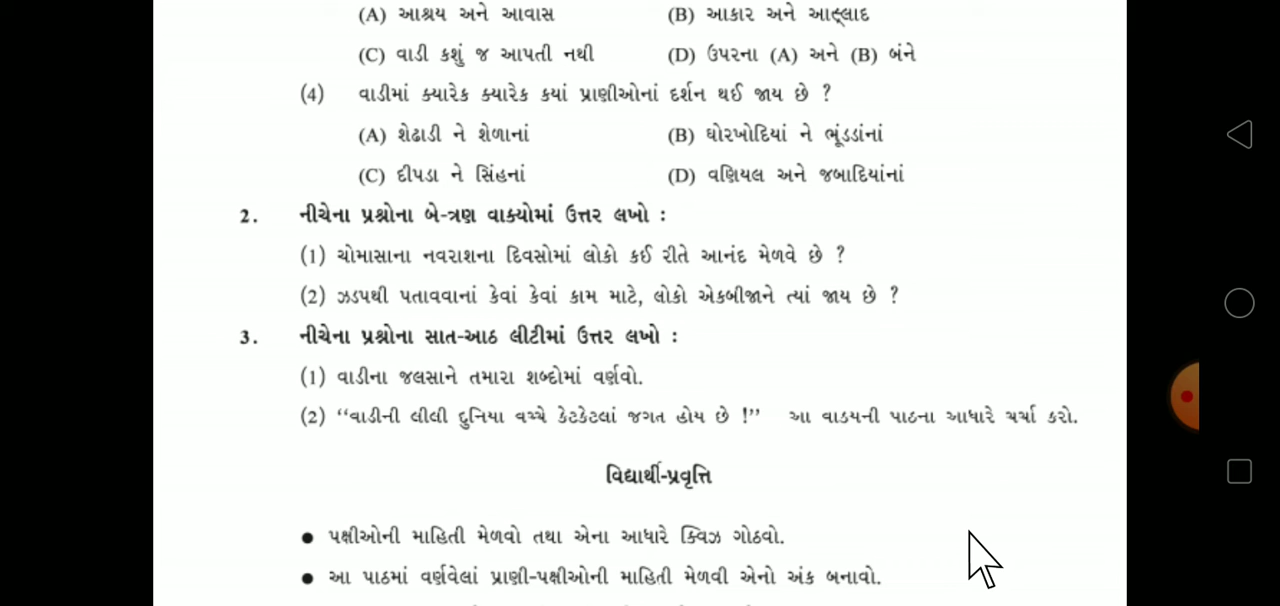 (A) આશ્રય અને આવાસ (B) આકાર અને આહ્લાદ
(C) વાડી કશું જ આપતી નથી (D) ઉપરના (A) અને (B) બંને
(4) વાડીમાં ક્યારેક ક્યારેક કયાં પ્રાણીઓનાં દર્શન થઈ જાય છે ?
(A) શેઢાડી ને શેળાનાં (B) ઘોરખોદિયાં ને ભૂંડડાંનાં
(C) દીપડા ને સિંહનાં (D) વણિયલ અને જબાદિયાંનાં
2. નીચેના પ્રશ્નોના બે-ત્રણ વાક્યોમાં ઉત્તર લખો :
(1) ચોમાસાના નવરાશના દિવસોમાં લોકો કઈ રીતે આનંદ મેળવે છે ?
(2) ઝડપથી પતાવવાનાં કેવાં કેવાં કામ માટે, લોકો એકબીજાને ત્યાં જાય છે ?
3. નીચેના પ્રશ્નોના સાત-આઠ લીટીમાં ઉત્તર લખો :
(1) વાડીના જલસાને તમારા શબ્દોમાં વર્ણવો.
(2) “વાડીની લીલી દુનિયા વચ્ચે કેટકેટલાં જગત હોય છે !” આ વાક્યની પાઠના આધારે ચર્ચા કરો.
વિદ્યાર્થી-પ્રવૃત્તિ
● પક્ષીઓની માહિતી મેળવો તથા એના આધારે ક્વિઝ ગોઠવો.
● આ પાઠમાં વર્ણવેલાં પ્રાણી-પક્ષીઓની માહિતી મેળવી એનો અંક બનાવો.